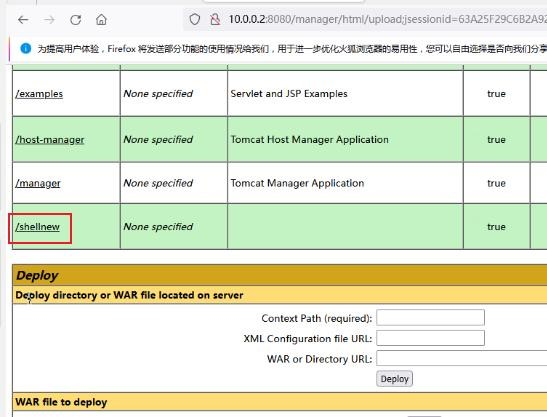 10.0.0.2:8080/manager/html/upload;jsessionid=63A25F29C6B2A92
为提高用户体验，Firefox 将发送部分功能的使用情况给我们，用于进一步优化火狐浏览器的易用性，您可以自由选择是否向我们分享
/examples None specified Servlet and JSP Examples true
/host-manager None specified Tomcat Host Manager Application true
/manager None specified Tomcat Manager Application true
/shellnew None specified true
Deploy
Deploy directory or WAR file located on server
Context Path (required):
XML Configuration file URL:
WAR or Directory URL:
Deploy
WAR file to deploy